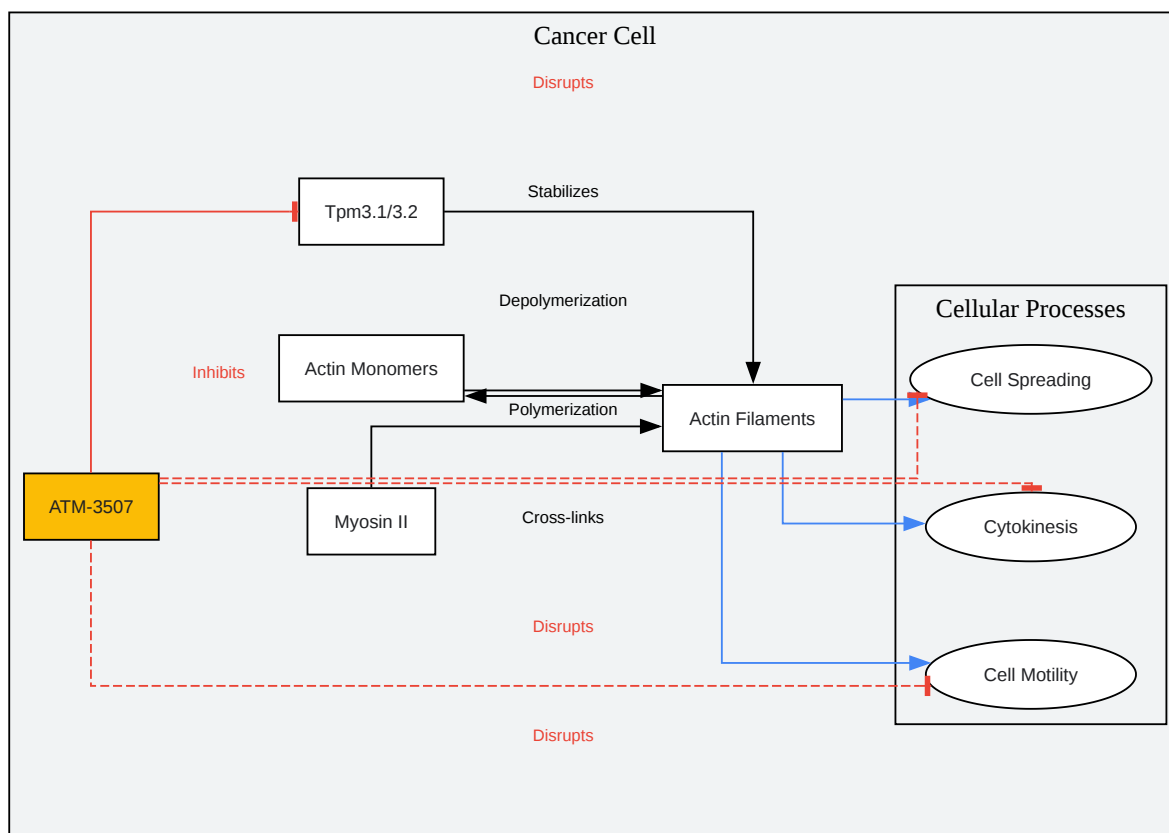 Cancer Cell
Disrupts
Tpm3.1/3.2
Stabilizes
Depolymerization
Cellular Processes
Actin Monomers
Inhibits
Cell Spreading
Polymerization
Actin Filaments
ATM-3507
Myosin II
Cross-links
Cytokinesis
Disrupts
Cell Motility
Disrupts